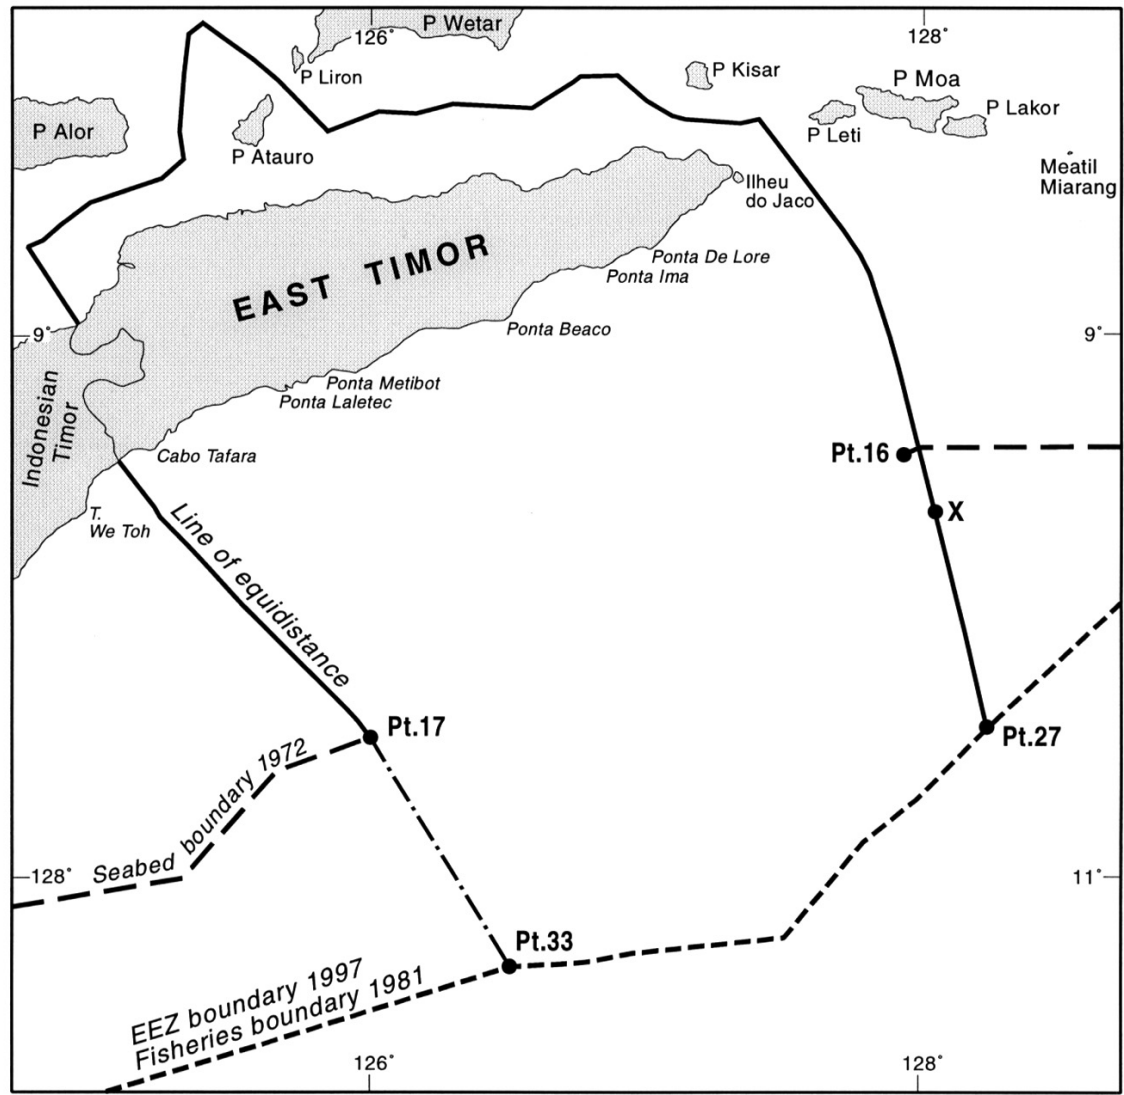 P Wetar
126°
128°
P Liron
P Kisar
P Moa
P Lakor
P Alor
P Atauro
P Leti
Meatil
Miarang
Ilheu
do Jaco
EAST TIMOR
Ponta De Lore
Ponta Ima
Ponta Beaco
9°
9°
Indonesian
Timor
Ponta Metibot
Ponta Laletec
Cabo Tafara
Pt.16
T.
We Toh
X
Line of equidistance
Pt.17
Pt.27
Seabed boundary 1972
128°
11°
Pt.33
EEZ boundary 1997
Fisheries boundary 1981
126°
128°